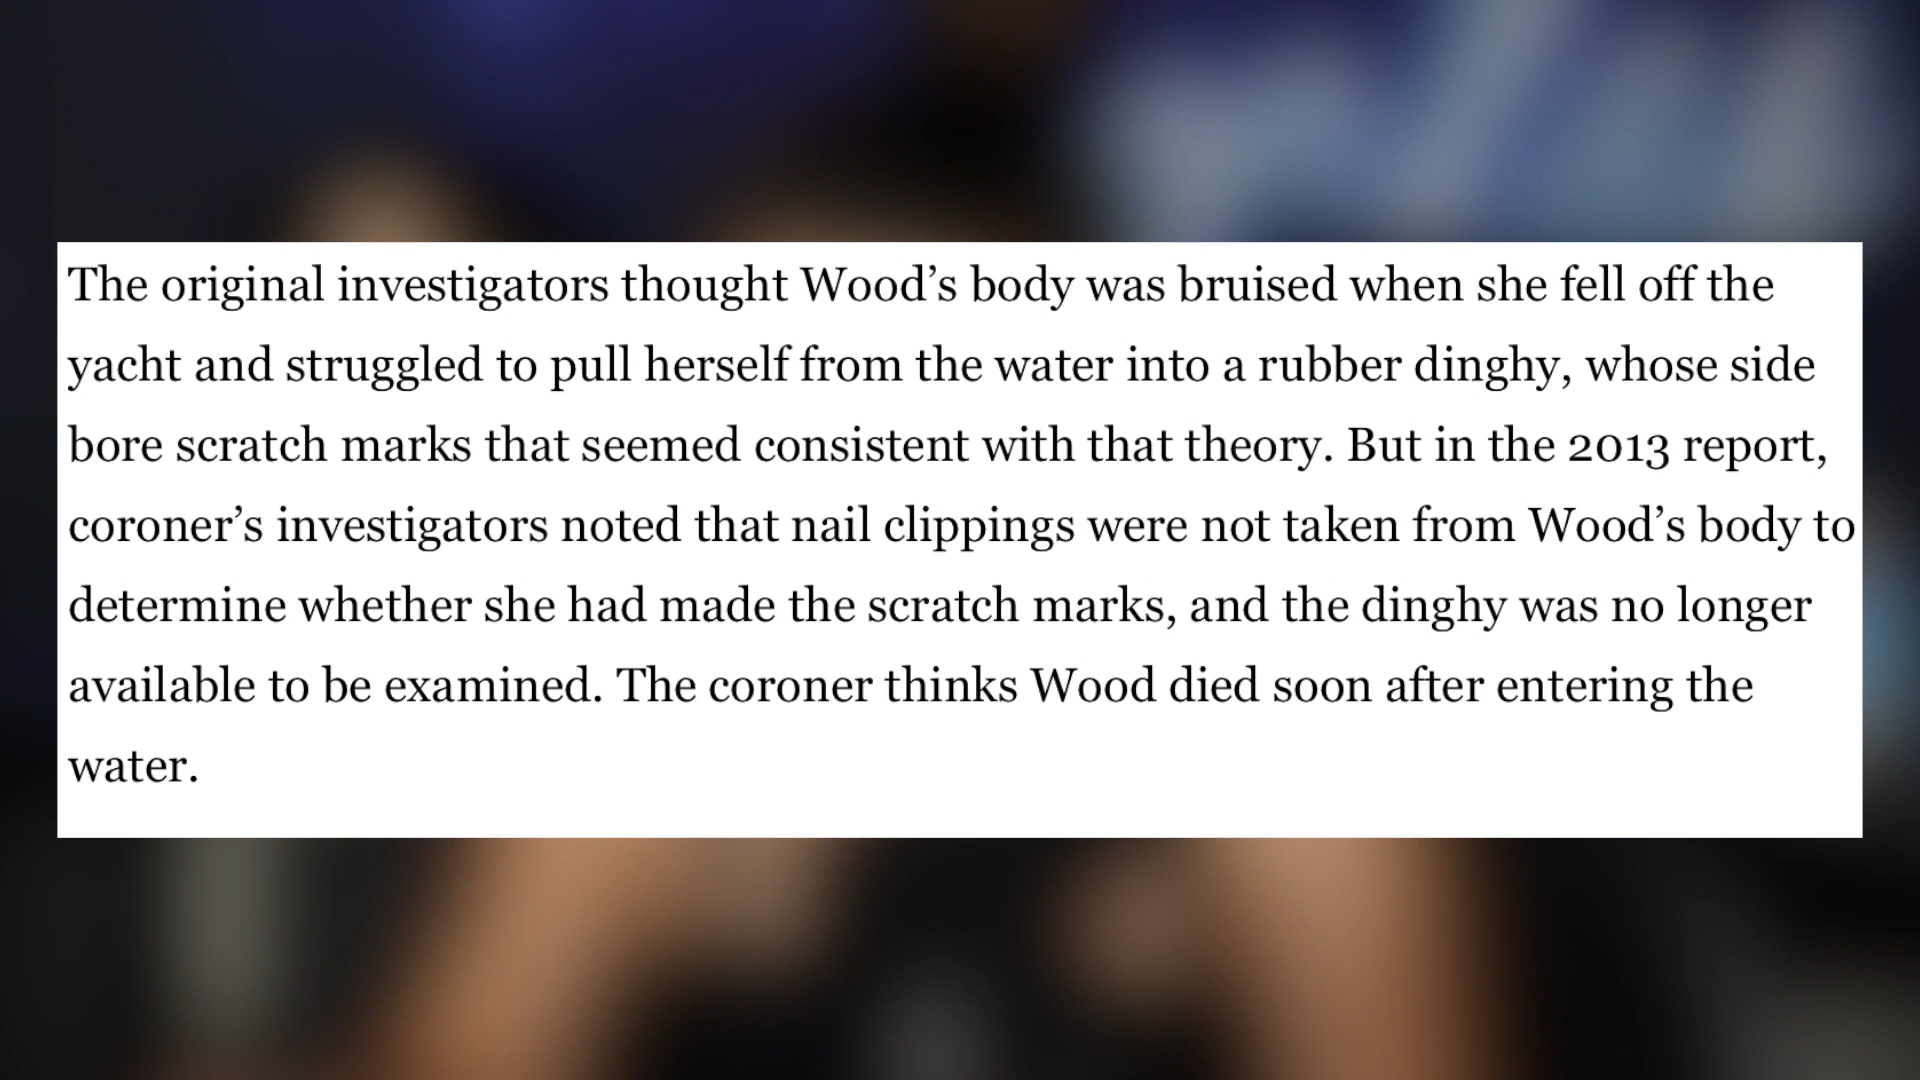 The original investigators thought Wood’s body was bruised when she fell off the
yacht and struggled to pull herself from the water into a rubber dinghy, whose side
bore scratch marks that seemed consistent with that theory. But in the 2013 report,
coroner’s investigators noted that nail clippings were not taken from Wood’s body to
determine whether she had made the scratch marks, and the dinghy was no longer
available to be examined. The coroner thinks Wood died soon after entering the
water.